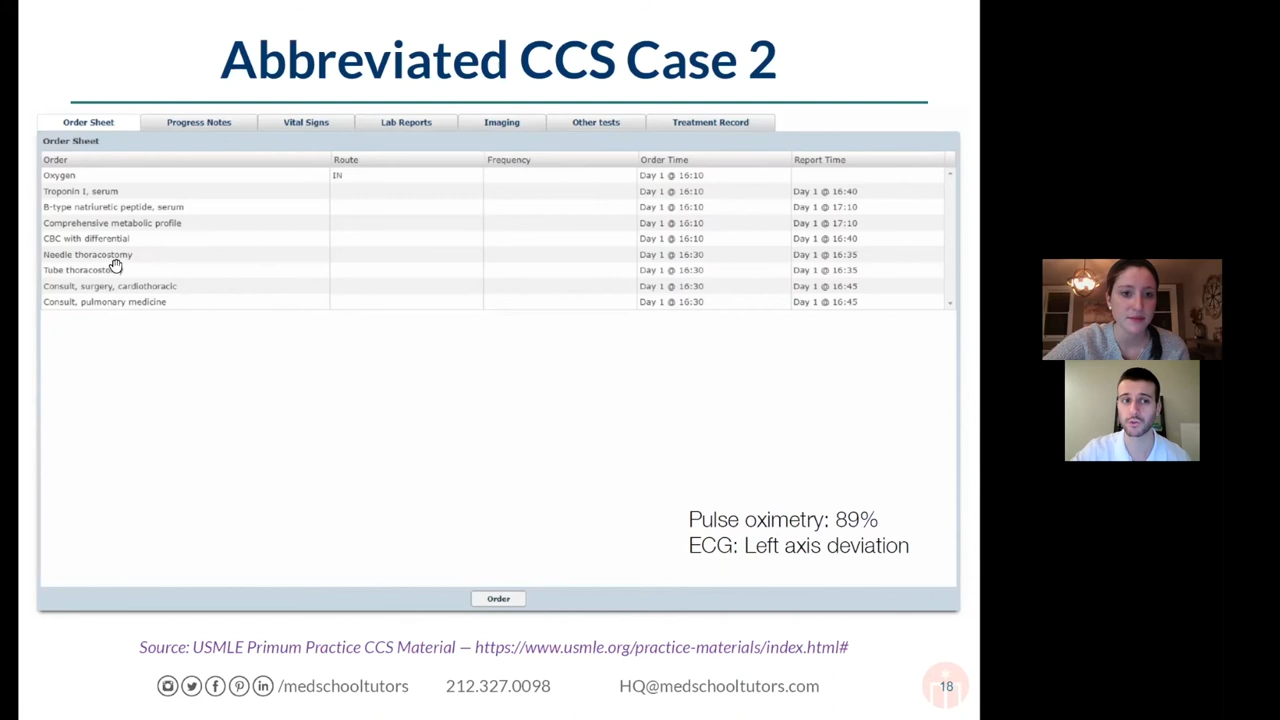 Abbreviated CCS Case 2
Order Sheet Progress Notes Vital Signs Lab Reports Imaging Other tests Treatment Record
Order Sheet
Order Route Frequency Order Time Report Time
Oxygen IN Day 1 @ 16:10
Troponin I, serum Day 1 @ 16:10 Day 1 @ 16:40
B-type natriuretic peptide, serum Day 1 @ 16:10 Day 1 @ 17:10
Comprehensive metabolic profile Day 1 @ 16:10 Day 1 @ 17:10
CBC with differential Day 1 @ 16:10 Day 1 @ 16:40
Needle thoracostomy Day 1 @ 16:30 Day 1 @ 16:35
Tube thoracostomy Day 1 @ 16:30 Day 1 @ 16:35
Consult, surgery, cardiothoracic Day 1 @ 16:30 Day 1 @ 16:45
Consult, pulmonary medicine Day 1 @ 16:30 Day 1 @ 16:45
Pulse oximetry: 89%
ECG: Left axis deviation
Order
Source: USMLE Primum Practice CCS Material — https://www.usmle.org/practice-materials/index.html#
/medschooltutors 212.327.0098 HQ@medschooltutors.com 18